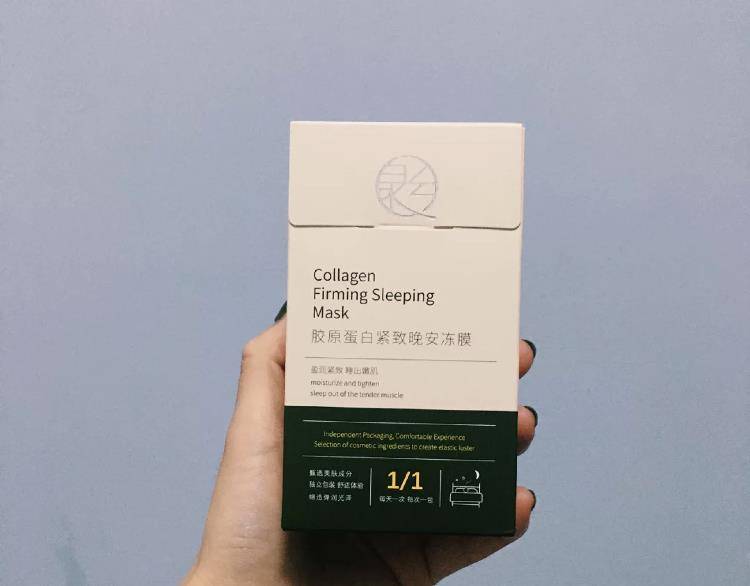 Collagen
Firming Sleeping
Mask
胶原蛋白紧致晚安冻膜
盈润紧致 睡出嫩肌
moisturize and tighten
sleep out of the tender muscle
Independent Packaging, Comfortable Experience
Selection of cosmetic ingredients to create elastic luster
甄选美肤成分
独立包装 舒适体验
缔造弹润光泽
1/1
每天一次 每次一包